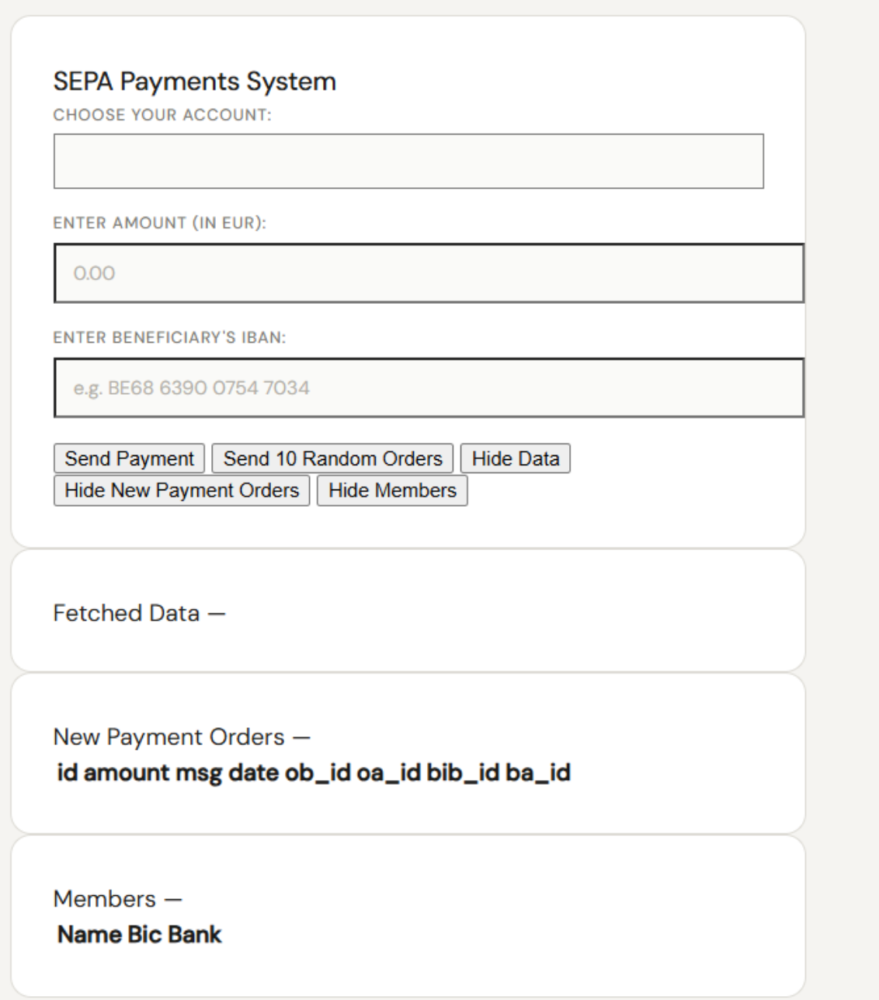 SEPA Payments System
CHOOSE YOUR ACCOUNT:
ENTER AMOUNT (IN EUR):
0.00
ENTER BENEFICIARY'S IBAN:
e.g. BE68 6390 0754 7034
Send Payment Send 10 Random Orders Hide Data
Hide New Payment Orders Hide Members
Fetched Data —
New Payment Orders —
id amount msg date ob_id oa_id bib_id ba_id
Members —
Name Bic Bank